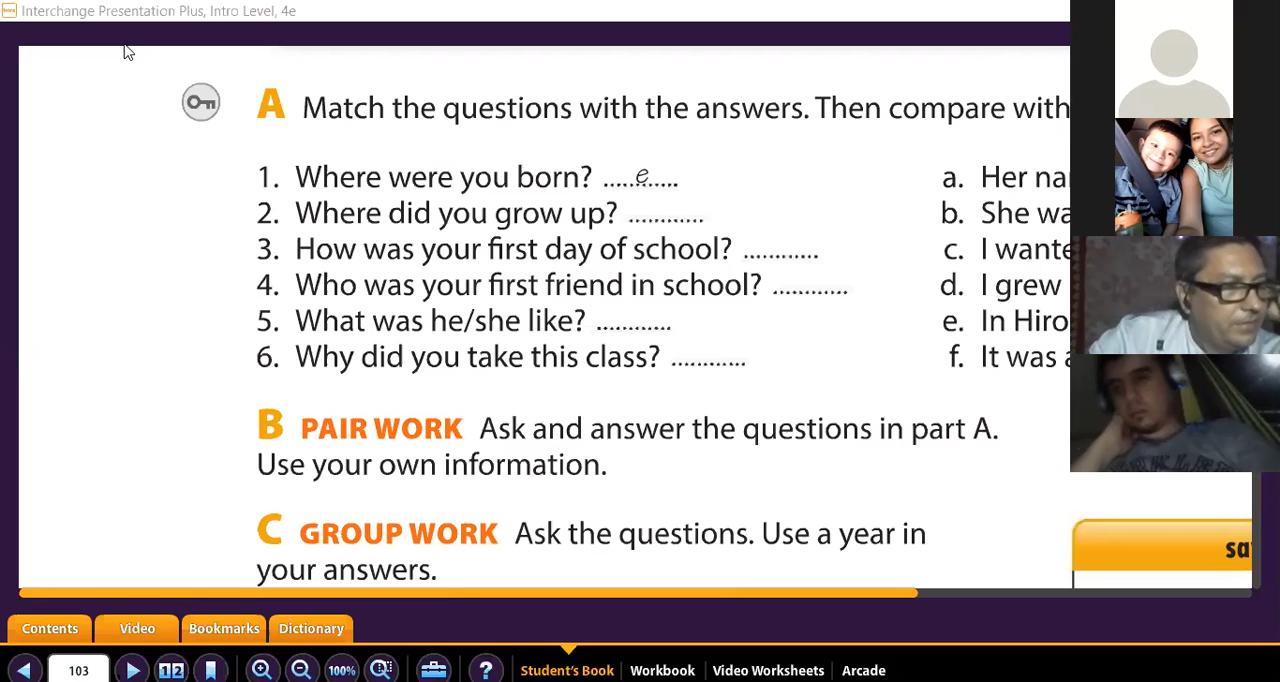 Interchange Presentation Plus, Intro Level, 4e
A Match the questions with the answers. Then compare with
1. Where were you born? .....e.....
2. Where did you grow up? ............
3. How was your first day of school? ............
4. Who was your first friend in school? ............
5. What was he/she like? ............
6. Why did you take this class? ............
a. Her na
b. She wa
c. I wante
d. I grew
e. In Hiro
f. It was a
B PAIR WORK Ask and answer the questions in part A.
Use your own information.
C GROUP WORK Ask the questions. Use a year in
your answers.
sa
Contents Video Bookmarks Dictionary
103 12 100% ? Student's Book Workbook Video Worksheets Arcade